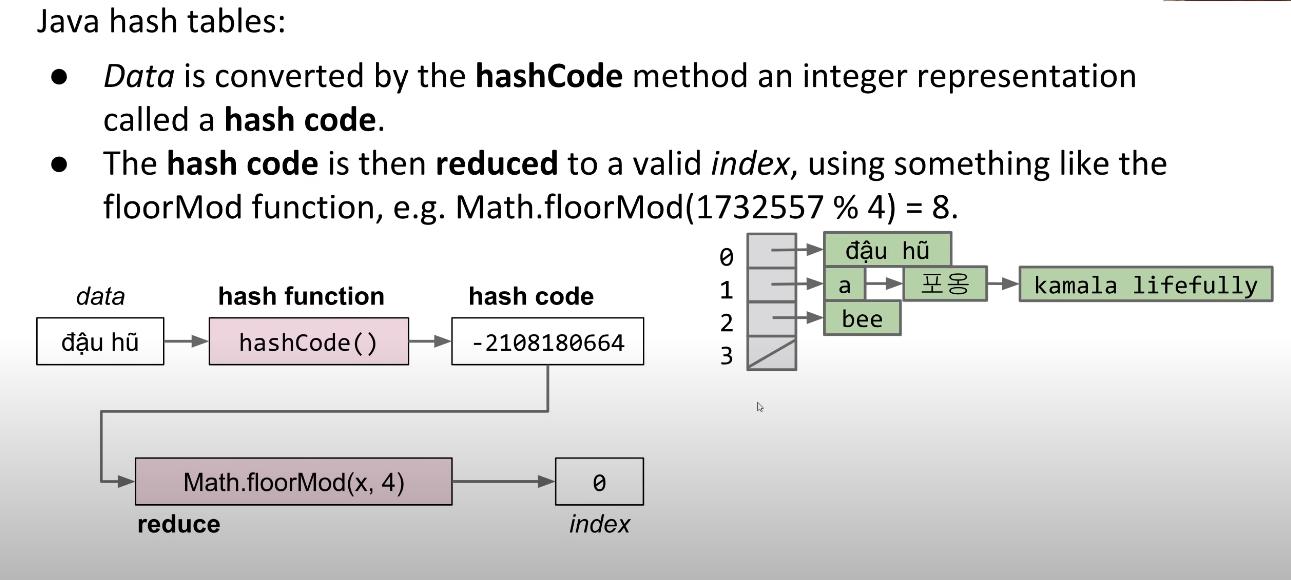 Java hash tables:
● Data is converted by the hashCode method an integer representation
called a hash code.
● The hash code is then reduced to a valid index, using something like the
floorMod function, e.g. Math.floorMod(1732557 % 4) = 8.
data
hash function
hash code
đậu hũ
hashCode()
-2108180664
Math.floorMod(x, 4)
0
reduce
index
0
đậu hũ
1
a
포옹
kamala lifefully
2
bee
3